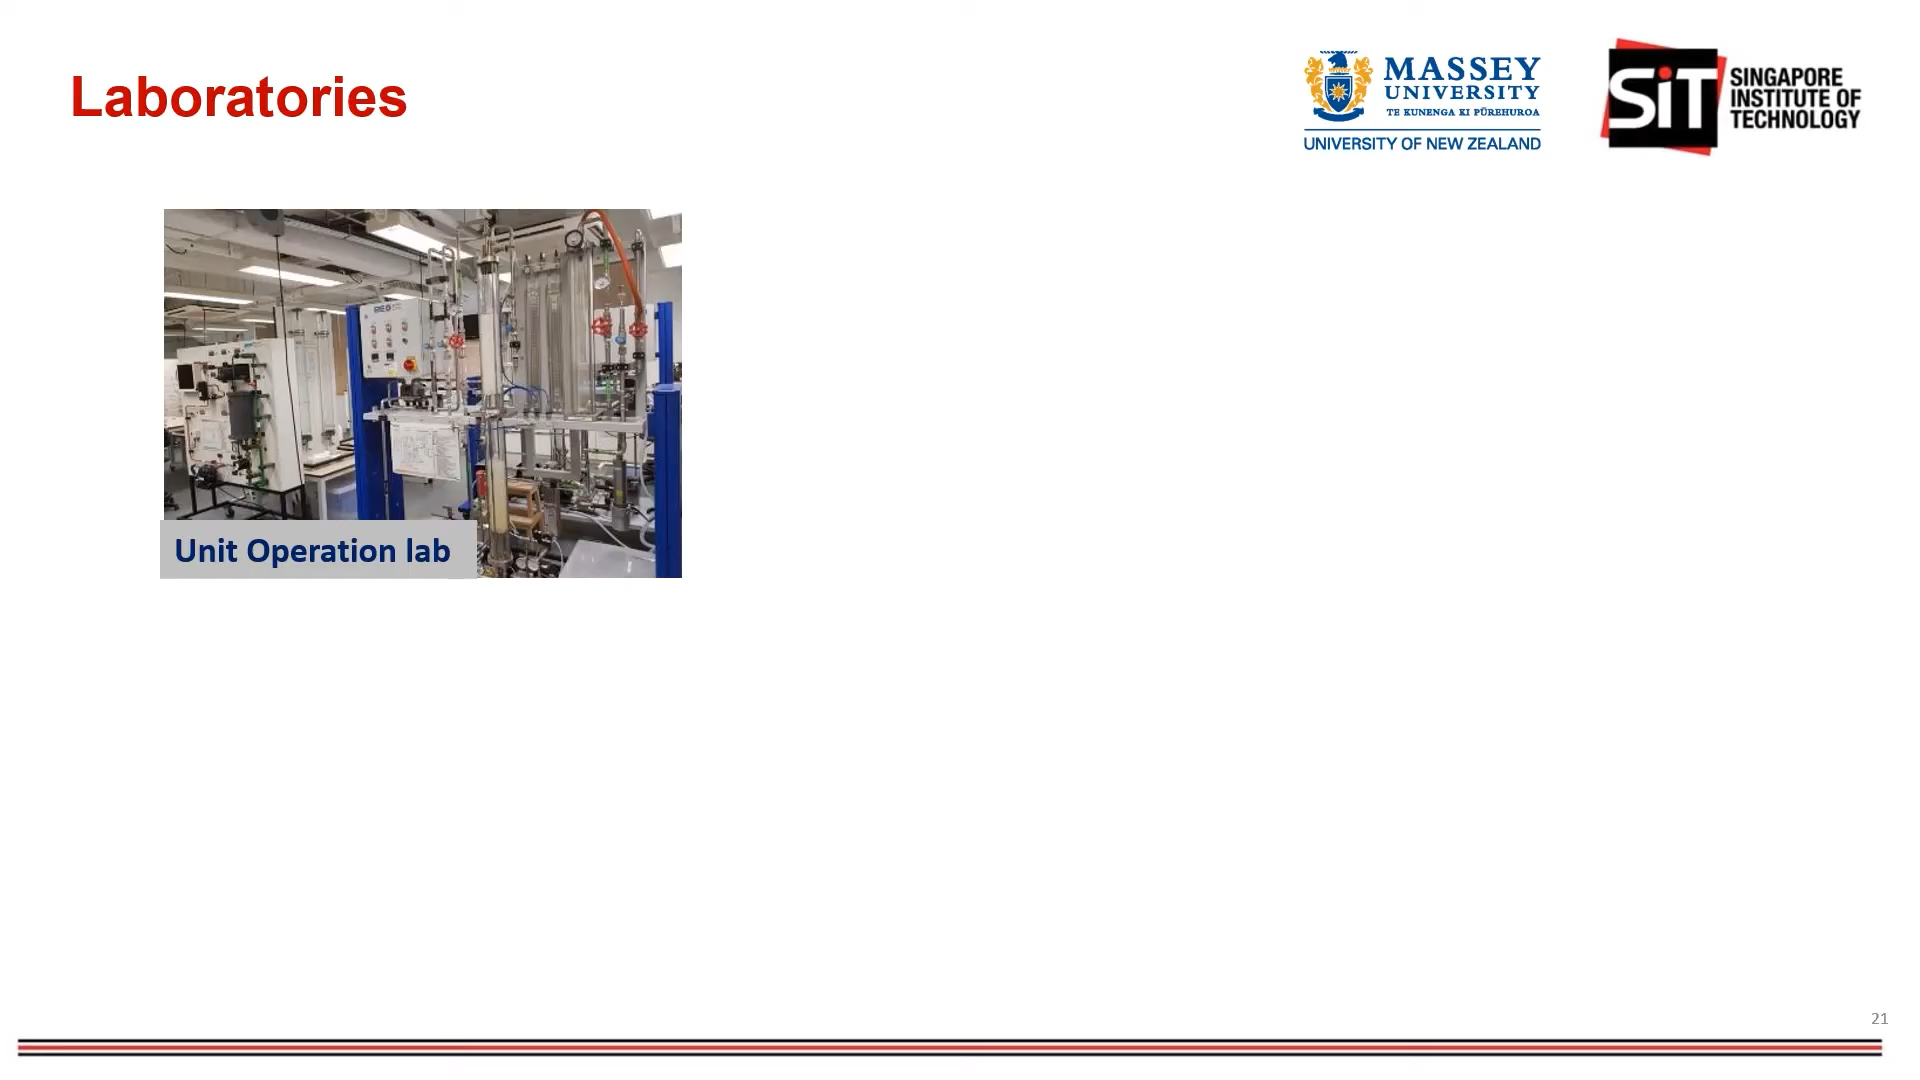 Laboratories
MASSEY
UNIVERSITY
TE KUNENGA KI PŪREHUROA
UNIVERSITY OF NEW ZEALAND
SiT
SINGAPORE
INSTITUTE OF
TECHNOLOGY
Unit Operation lab
21